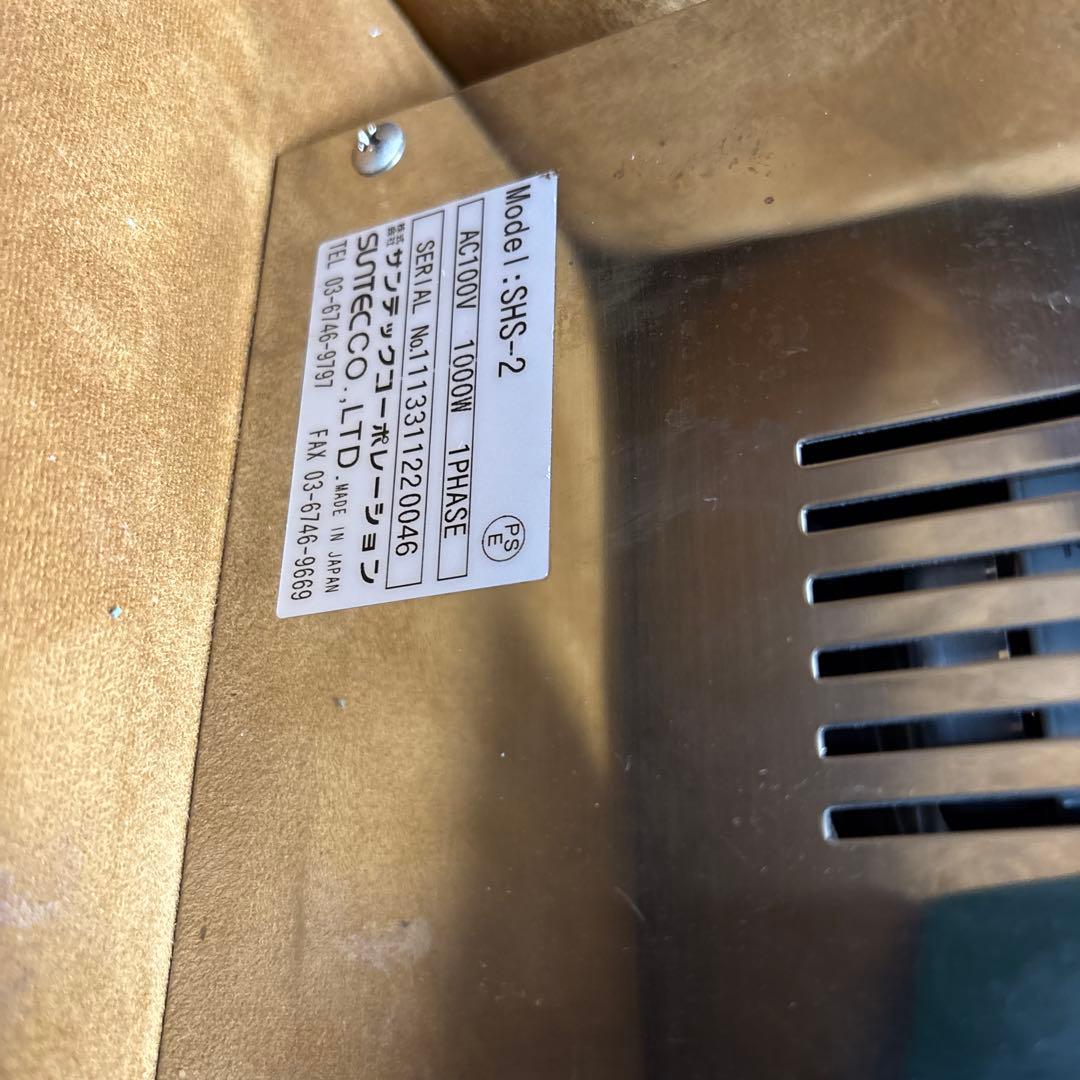 Model:SHS-2
AC100V 1000W 1PHASE
PS E
SERIAL No.1113311220046
株式会社 サンテックコーポレーション
SUNTECCO.,LTD. MADE IN JAPAN
TEL 03-6746-9797 FAX 03-6746-9669